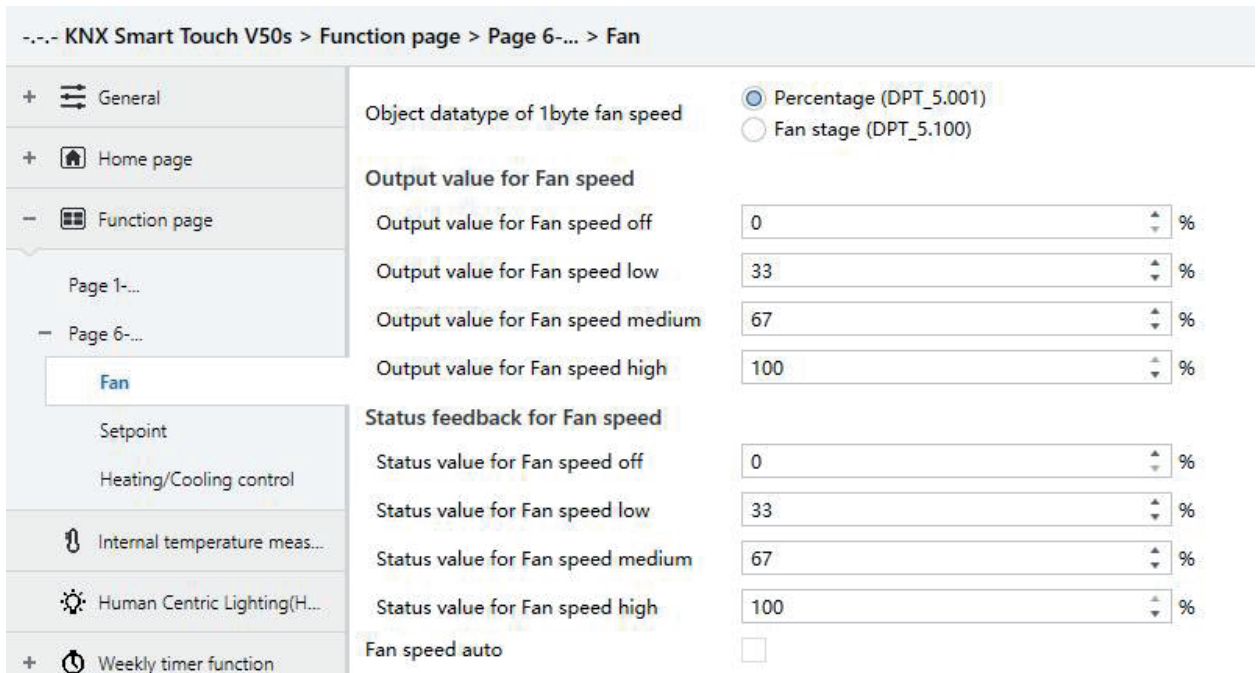 -.-.- KNX Smart Touch V50s > Function page > Page 6-... > Fan
+ General
+ Home page
− Function page
Page 1-...
− Page 6-...
Fan
Setpoint
Heating/Cooling control
Internal temperature meas...
Human Centric Lighting(H...
+ Weekly timer function
Object datatype of 1byte fan speed
Percentage (DPT_5.001)
Fan stage (DPT_5.100)
Output value for Fan speed
Output value for Fan speed off 0 %
Output value for Fan speed low 33 %
Output value for Fan speed medium 67 %
Output value for Fan speed high 100 %
Status feedback for Fan speed
Status value for Fan speed off 0 %
Status value for Fan speed low 33 %
Status value for Fan speed medium 67 %
Status value for Fan speed high 100 %
Fan speed auto